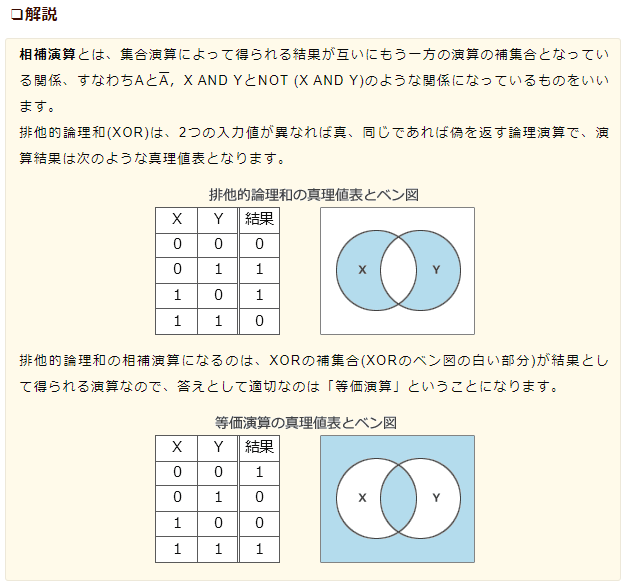 ❏解説
相補演算とは、集合演算によって得られる結果が互いにもう一方の演算の補集合となってい
る関係、すなわちAとA̅，X AND YとNOT (X AND Y)のような関係になっているものをいい
ます。
排他的論理和(XOR)は、2つの入力値が異なれば真、同じであれば偽を返す論理演算で、演
算結果は次のような真理値表となります。
排他的論理和の真理値表とベン図
X Y 結果
0 0 0
0 1 1
1 0 1
1 1 0
X Y
排他的論理和の相補演算になるのは、XORの補集合(XORのベン図の白い部分)が結果とし
て得られる演算なので、答えとして適切なのは「等価演算」ということになります。
等価演算の真理値表とベン図
X Y 結果
0 0 1
0 1 0
1 0 0
1 1 1
X Y